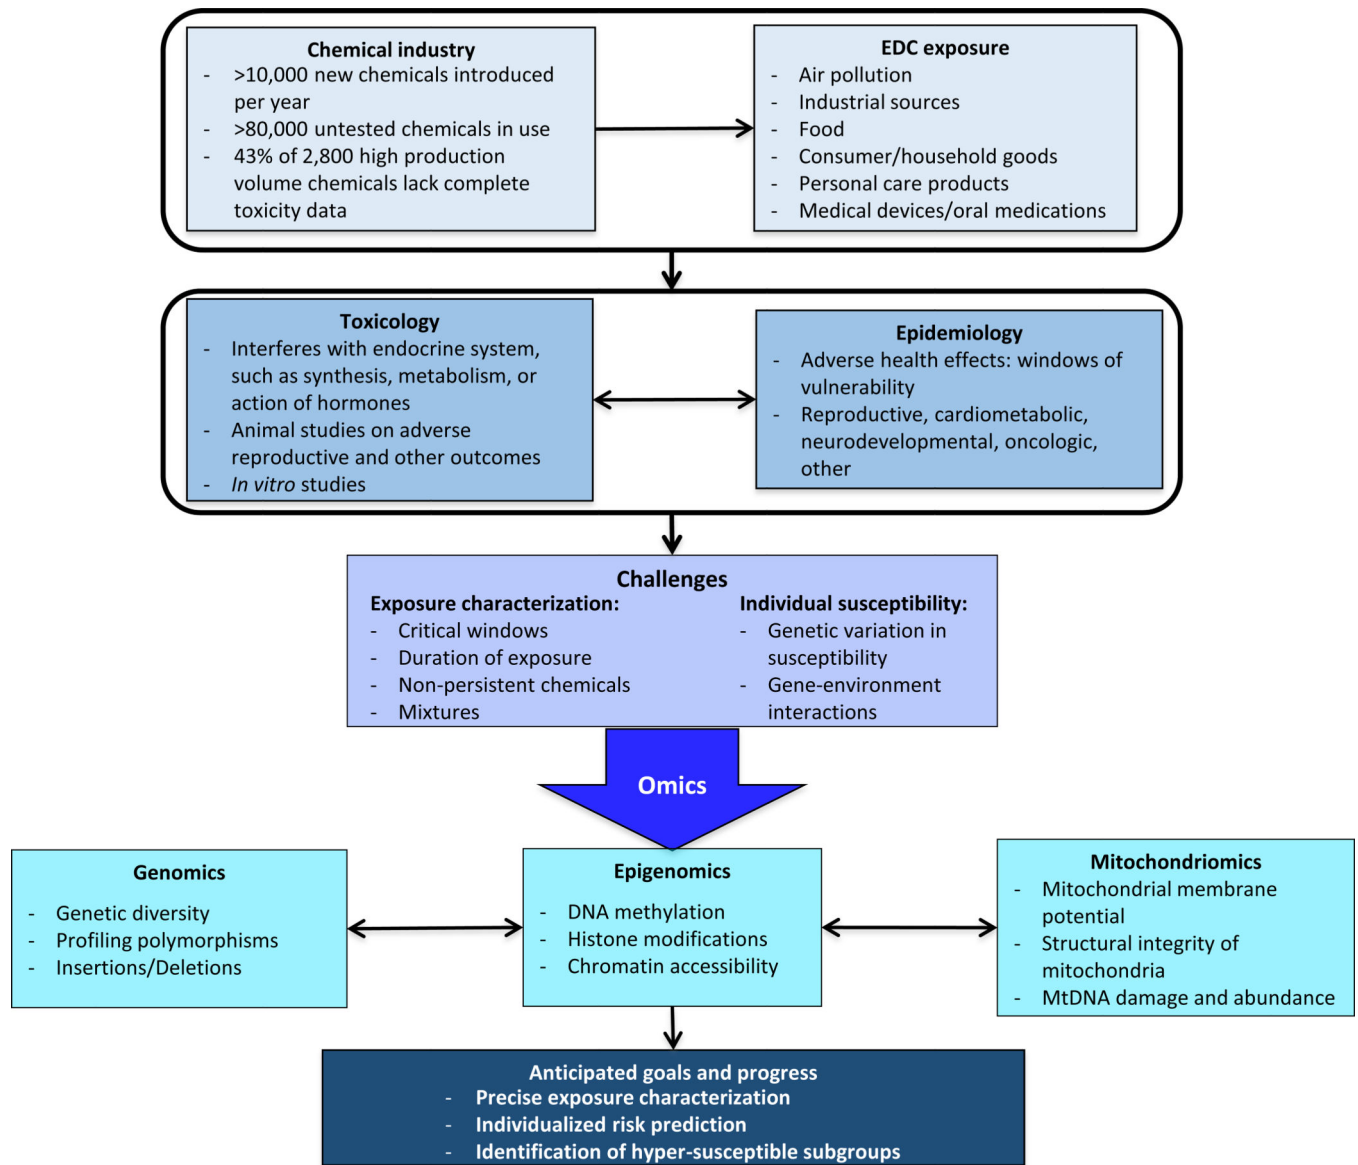 Chemical industry
- >10,000 new chemicals introduced
per year
- >80,000 untested chemicals in use
- 43% of 2,800 high production
volume chemicals lack complete
toxicity data
EDC exposure
- Air pollution
- Industrial sources
- Food
- Consumer/household goods
- Personal care products
- Medical devices/oral medications
Toxicology
- Interferes with endocrine system,
such as synthesis, metabolism, or
action of hormones
- Animal studies on adverse
reproductive and other outcomes
- In vitro studies
Epidemiology
- Adverse health effects: windows of
vulnerability
- Reproductive, cardiometabolic,
neurodevelopmental, oncologic,
other
Challenges
Exposure characterization:
- Critical windows
- Duration of exposure
- Non-persistent chemicals
- Mixtures
Individual susceptibility:
- Genetic variation in
susceptibility
- Gene-environment
interactions
Omics
Genomics
- Genetic diversity
- Profiling polymorphisms
- Insertions/Deletions
Epigenomics
- DNA methylation
- Histone modifications
- Chromatin accessibility
Mitochondriomics
- Mitochondrial membrane
potential
- Structural integrity of
mitochondria
- MtDNA damage and abundance
Anticipated goals and progress
- Precise exposure characterization
- Individualized risk prediction
- Identification of hyper-susceptible subgroups